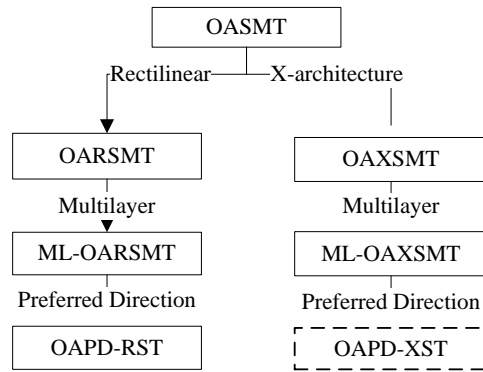 OASMT
Rectilinear X-architecture
OARSMT OAXSMT
Multilayer Multilayer
ML-OARSMT ML-OAXSMT
Preferred Direction Preferred Direction
OAPD-RST OAPD-XST